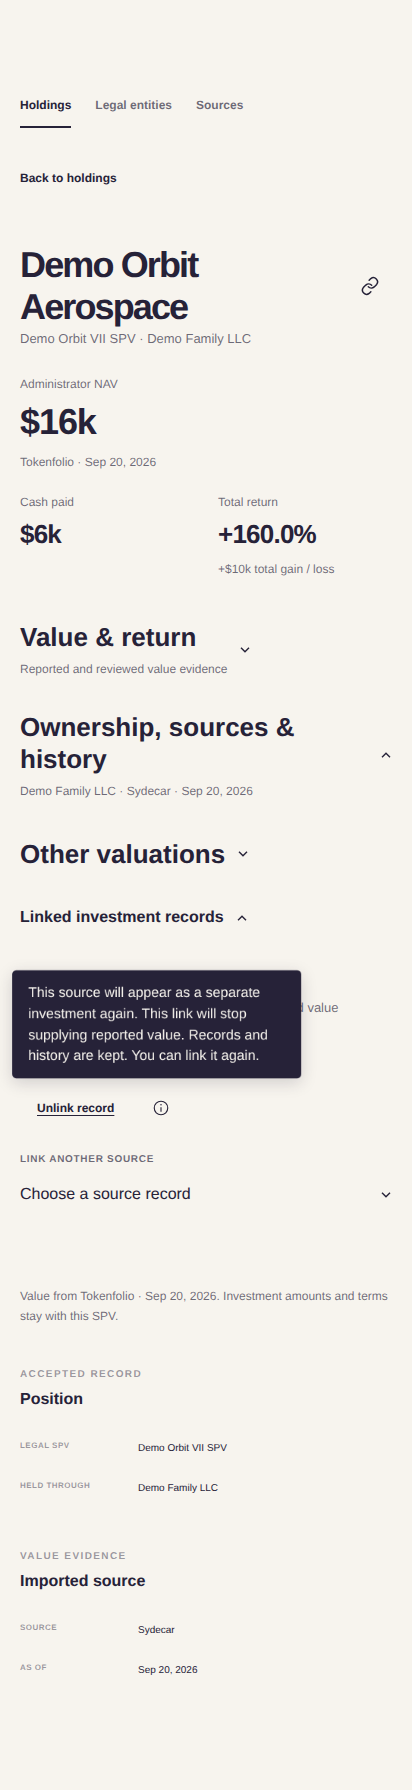 Holdings Legal entities Sources
Back to holdings
Demo Orbit
Aerospace
Demo Orbit VII SPV · Demo Family LLC
Administrator NAV
$16k
Tokenfolio · Sep 20, 2026
Cash paid Total return
$6k +160.0%
+$10k total gain / loss
Value & return
Reported and reviewed value evidence
Ownership, sources &
history
Demo Family LLC · Sydecar · Sep 20, 2026
Other valuations
Linked investment records
This source will appear as a separate
investment again. This link will stop
value
supplying reported value. Records and
history are kept. You can link it again.
Unlink record
LINK ANOTHER SOURCE
Choose a source record
Value from Tokenfolio · Sep 20, 2026. Investment amounts and terms
stay with this SPV.
ACCEPTED RECORD
Position
LEGAL SPV Demo Orbit VII SPV
HELD THROUGH Demo Family LLC
VALUE EVIDENCE
Imported source
SOURCE Sydecar
AS OF Sep 20, 2026